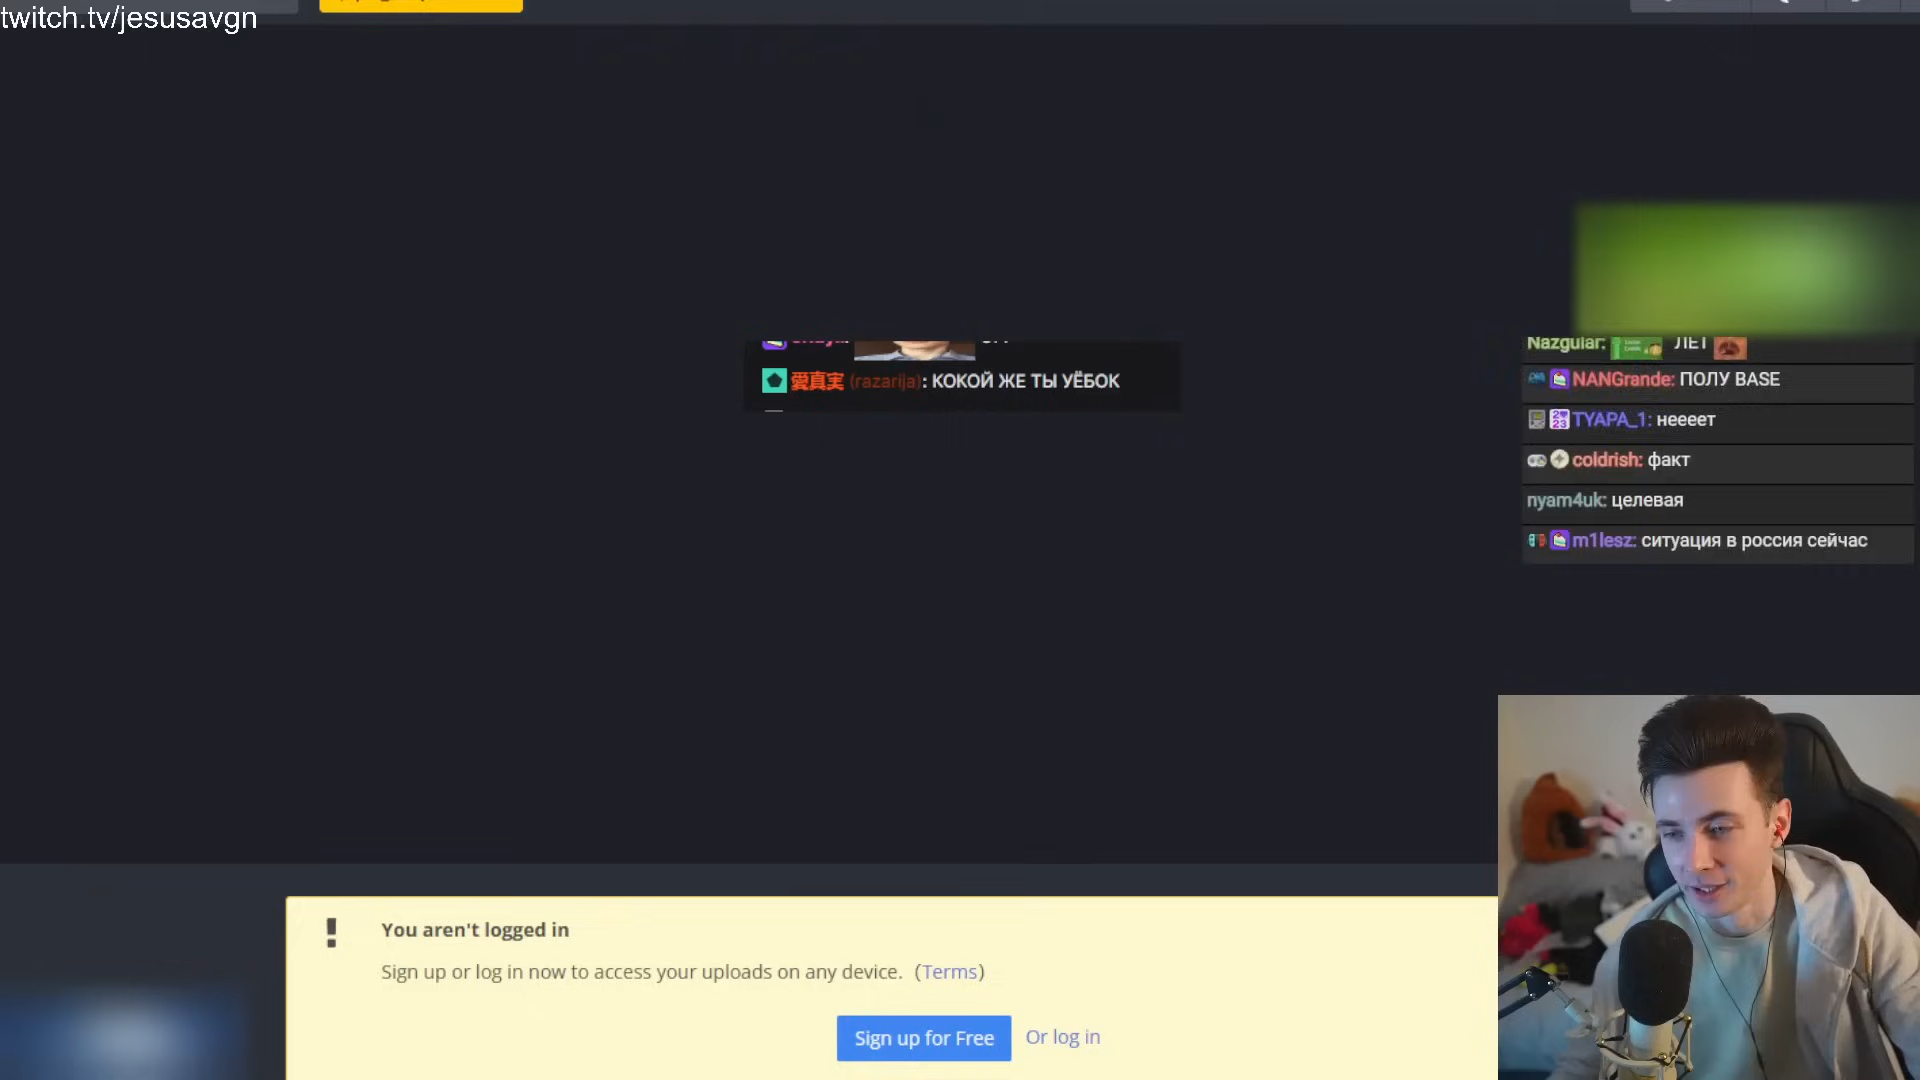 twitch.tv/jesusavgn
愛真実 (razarija): КОКОЙ ЖЕ ТЫ УЁБОК
Nazgular: ЛЕТ
NANGrande: ПОЛУ BASE
TYAPA_1: неееет
coldrish: факт
nyam4uk: целевая
m1lesz: ситуация в россия сейчас
You aren't logged in
Sign up or log in now to access your uploads on any device. (Terms)
Sign up for Free
Or log in